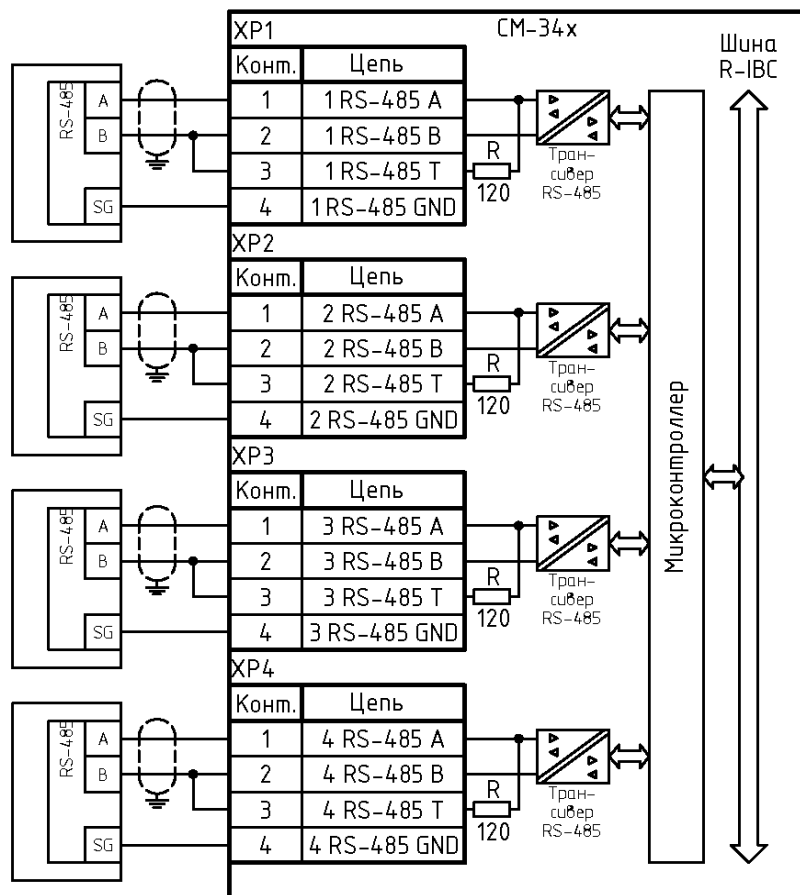 CM-34x
Шина
R-IBC
XP1
Конт. Цепь
1 1 RS-485 A
2 1 RS-485 B
3 1 RS-485 T
4 1 RS-485 GND
RS-485
A
B
SG
R
120
Тран-
сивер
RS-485
XP2
Конт. Цепь
1 2 RS-485 A
2 2 RS-485 B
3 2 RS-485 T
4 2 RS-485 GND
RS-485
A
B
SG
R
120
Тран-
сивер
RS-485
XP3
Конт. Цепь
1 3 RS-485 A
2 3 RS-485 B
3 3 RS-485 T
4 3 RS-485 GND
RS-485
A
B
SG
R
120
Тран-
сивер
RS-485
XP4
Конт. Цепь
1 4 RS-485 A
2 4 RS-485 B
3 4 RS-485 T
4 4 RS-485 GND
RS-485
A
B
SG
R
120
Тран-
сивер
RS-485
Микроконтроллер